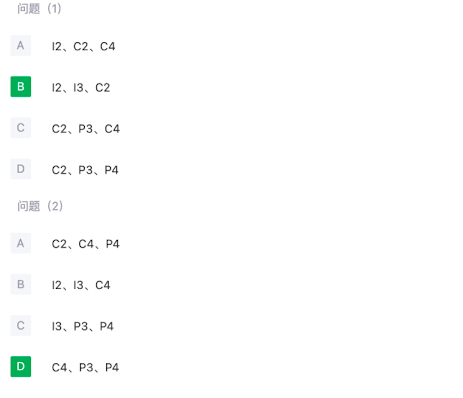 问题（1）
A I2、C2、C4
B I2、I3、C2
C C2、P3、C4
D C2、P3、P4
问题（2）
A C2、C4、P4
B I2、I3、C4
C I3、P3、P4
D C4、P3、P4